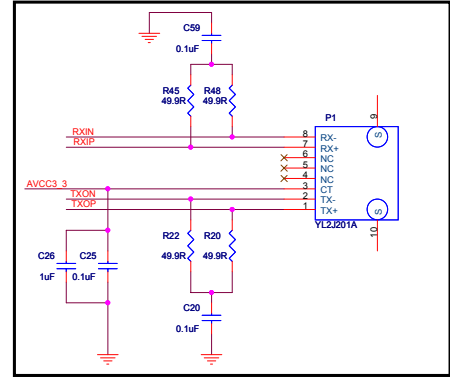 C59
0.1uF
R45
49.9R
R48
49.9R
P1
9
RXIN
8
RX-
RXIP
7
RX+
6
NC
5
NC
4
NC
AVCC3_3
3
CT
TXON
2
TX-
TXOP
1
TX+
S
S
YL2J201A
10
R22
49.9R
R20
49.9R
C26
1uF
C25
0.1uF
C20
0.1uF